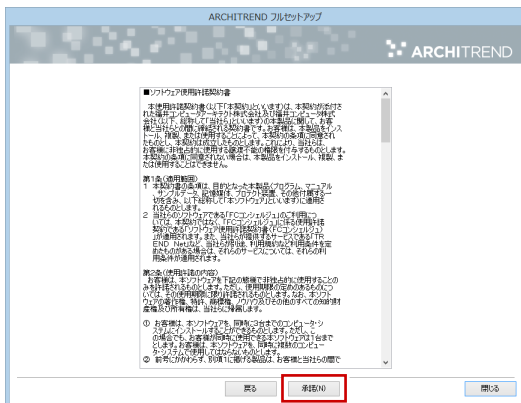 ARCHITREND フルセットアップ
ARCHITREND
■ソフトウェア使用許諾契約書
本使用許諾契約書(以下「本契約」といいます)は、本契約が添付さ
れた福井コンピュータアーキテクト株式会社及び福井コンピュータ株式
会社(以下、総称して「当社ら」といいます)の本製品に関して、お客
様と当社らとの間に締結される契約書です。お客様は、本製品をインス
トール、複製、または使用することによって、本契約の条項に同意され
たものとし、本契約は成立したものとします。これにより、当社らは、
お客様に非独占的に使用する譲渡不能の権限を付与するものとします。
本契約の条項に同意されない場合は、本製品をインストール、複製、ま
たは使用することはできません。
第1条(適用範囲)
1 本契約書の条項は、目的となった本製品(プログラム、マニュアル
、サンプルデータ、記憶媒体、プロテクト装置、その他付属する一
切を含み、以下総称して「本ソフトウェア」といいます)に適用さ
れるものとします。
2 当社らのソフトウェアである「FCコンシェルジュ」のご利用につ
いては、本契約ではなく、「FCコンシェルジュ」に係る使用許諾
契約である「ソフトウェア使用許諾契約書(FCコンシェルジュ)
」が適用されます。また、当社らが提供するサービスである「TR
END Net」など、当社らが別途、利用規約など利用条件を定
めたものがある場合は、それらのサービスについては、それらの利
用条件が適用されます。
第2条(使用許諾の内容)
お客様は、本ソフトウェアを下記の態様で非独占的に使用することの
みを許諾されるものとします。ただし、使用期限の定めのあるものにつ
いては、その使用期限に限り許諾されるものとします。なお、本ソフト
ウェアの著作権、特許、商標権、ノウハウ及びその他のすべての知的財
産権及び所有権は、当社らに帰属します。
① お客様は、本ソフトウェアを、同時に3台までのコンピュータ・シ
ステムにインストールすることができるものとします。ただし、こ
の場合でも、お客様が同時に使用できる本ソフトウェアは1台まで
とします。お客様は、本ソフトウェアを、同時に複数のコンピュー
タ・システムで使用してはならないものとします。
② 前号にかかわらず、別項1に掲げる製品は、お客様と当社らの間で
戻る
承諾(N)
閉じる